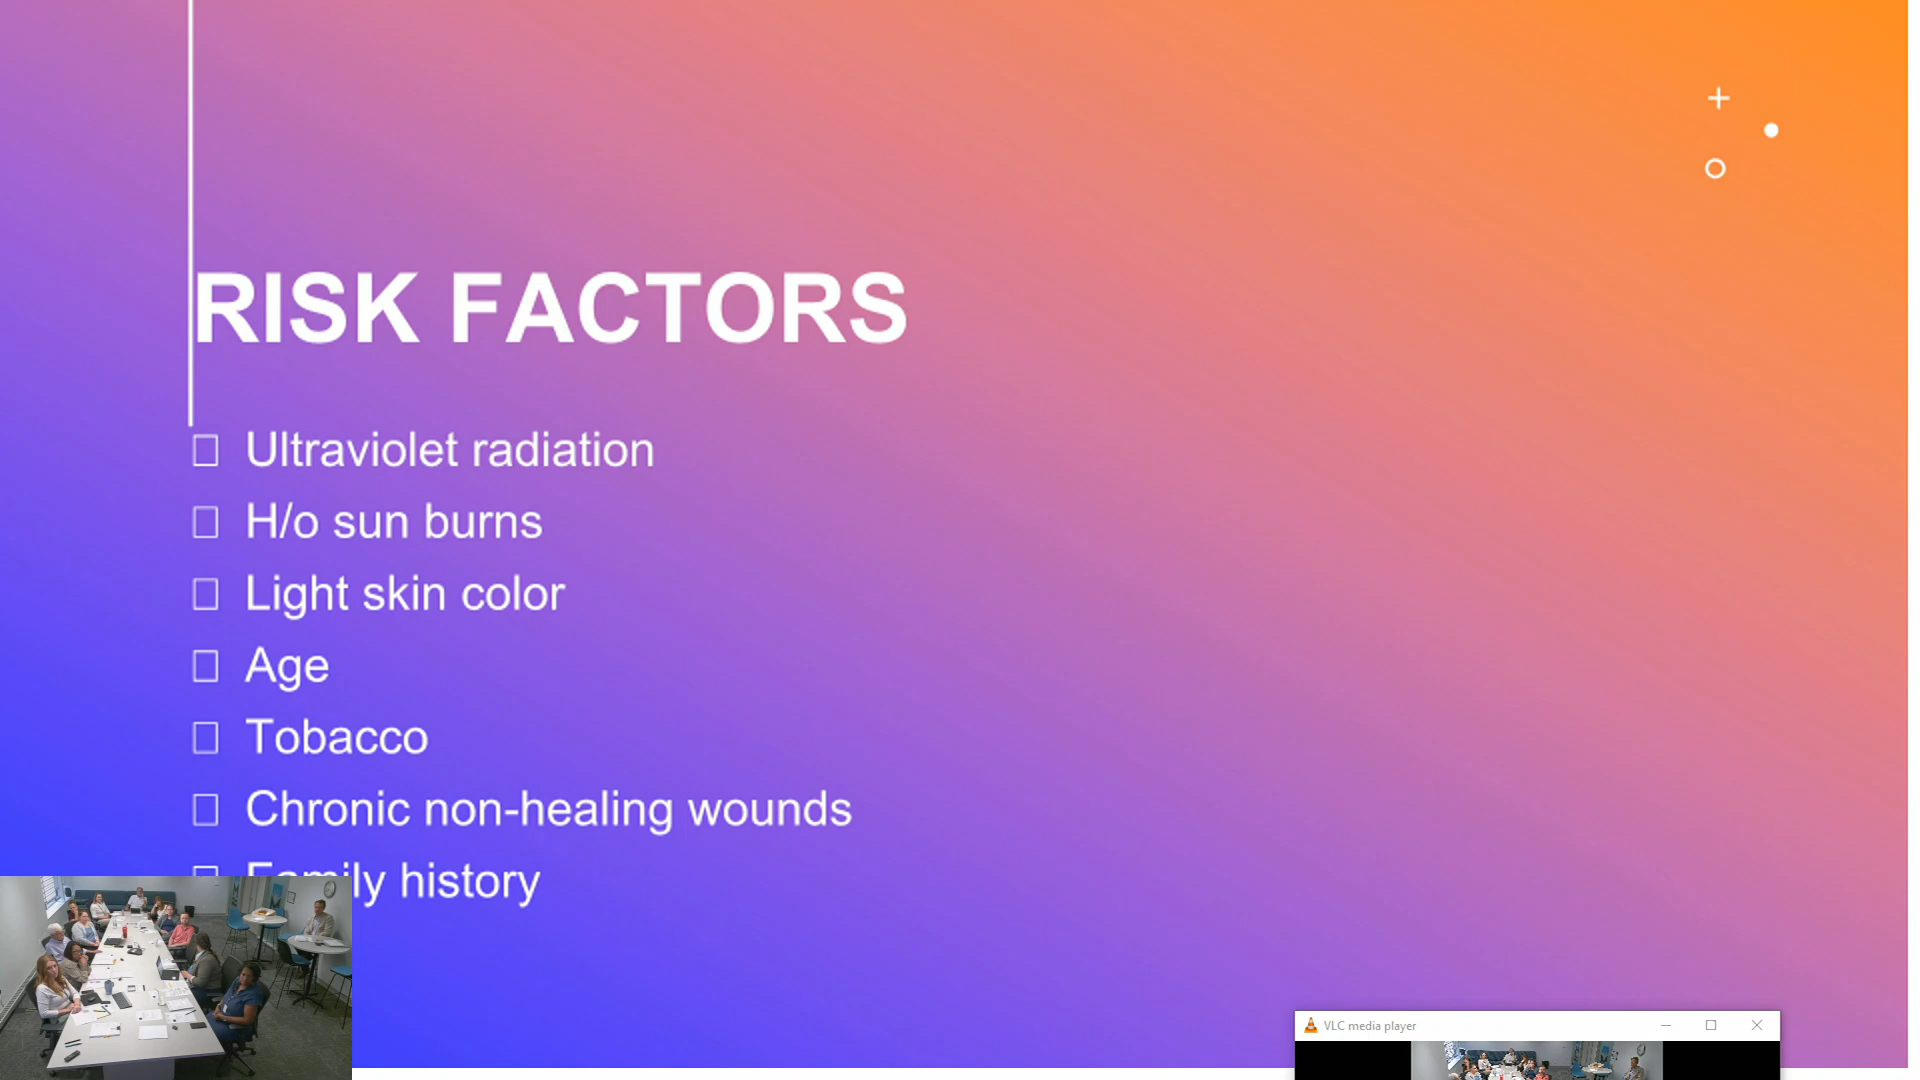 RISK FACTORS
Ultraviolet radiation
H/o sun burns
Light skin color
Age
Tobacco
Chronic non-healing wounds
Family history
VLC media player